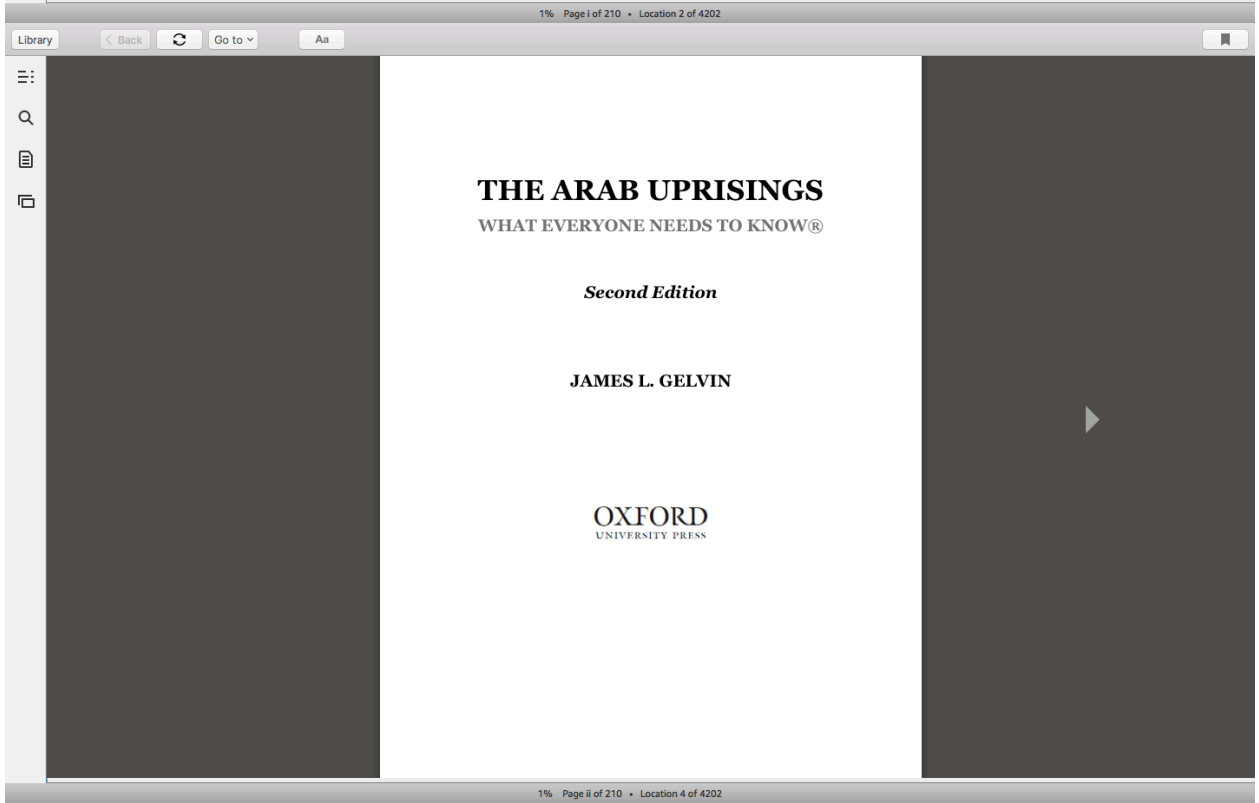 1% Page i of 210 • Location 2 of 4202
Library
Back
Go to
Aa
THE ARAB UPRISINGS
WHAT EVERYONE NEEDS TO KNOW®
Second Edition
JAMES L. GELVIN
OXFORD
UNIVERSITY PRESS
1% Page ii of 210 • Location 4 of 4202